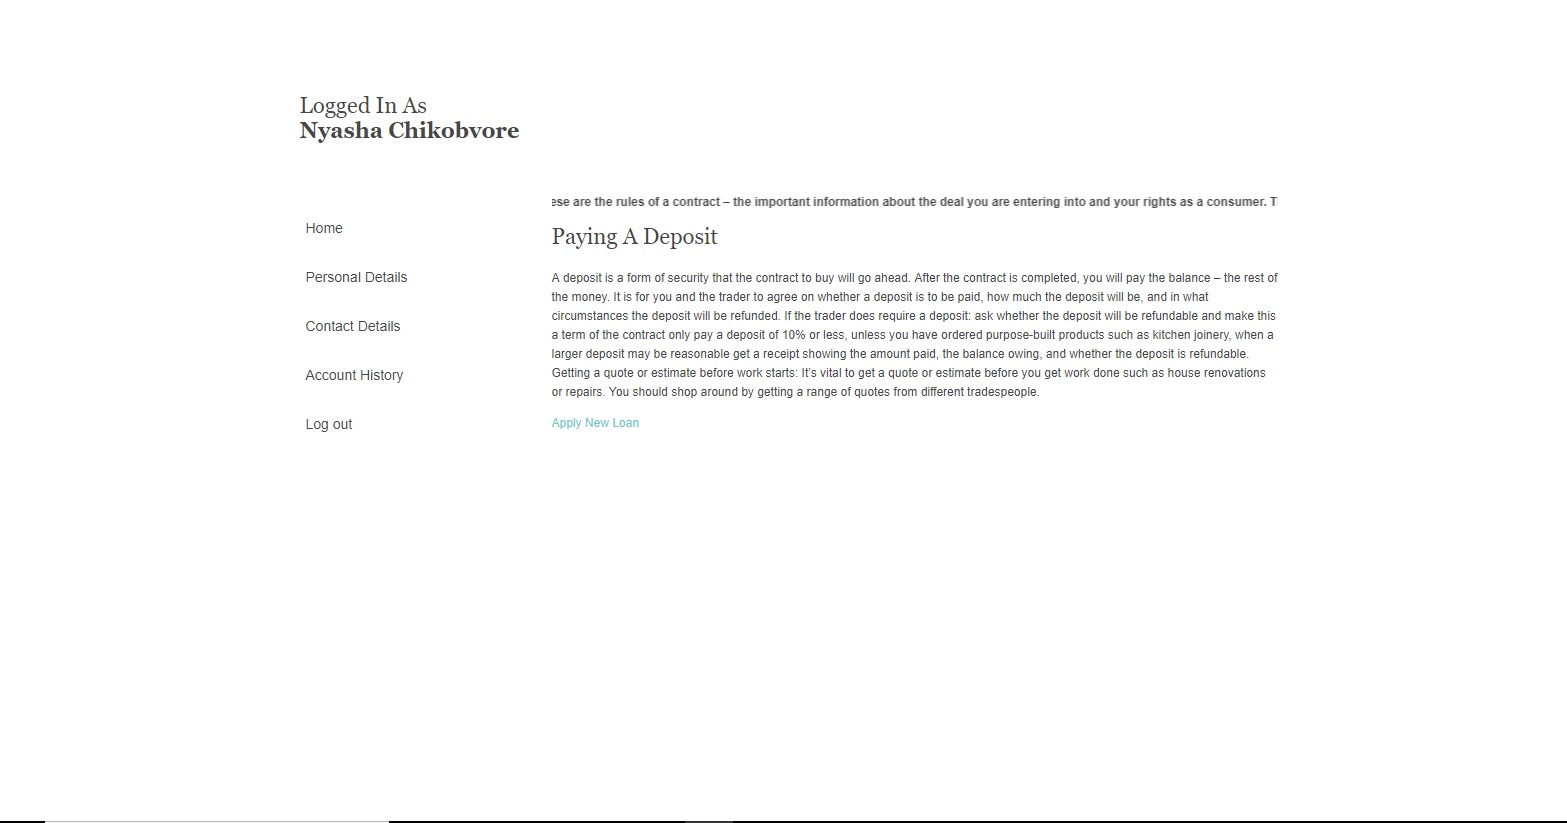 Logged In As
Nyasha Chikobvore
Home
Personal Details
Contact Details
Account History
Log out
are the rules of a contract – the important information about the deal you are entering into and your rights as a consumer.
Paying A Deposit
A deposit is a form of security that the contract to buy will go ahead. After the contract is completed, you will pay the balance – the rest of
the money. It is for you and the trader to agree on whether a deposit is to be paid, how much the deposit will be, and in what
circumstances the deposit will be refunded. If the trader does require a deposit: ask whether the deposit will be refundable and make this
a term of the contract only pay a deposit of 10% or less, unless you have ordered purpose-built products such as kitchen joinery, when a
larger deposit may be reasonable get a receipt showing the amount paid, the balance owing, and whether the deposit is refundable.
Getting a quote or estimate before work starts: It’s vital to get a quote or estimate before you get work done such as house renovations
or repairs. You should shop around by getting a range of quotes from different tradespeople.
Apply New Loan